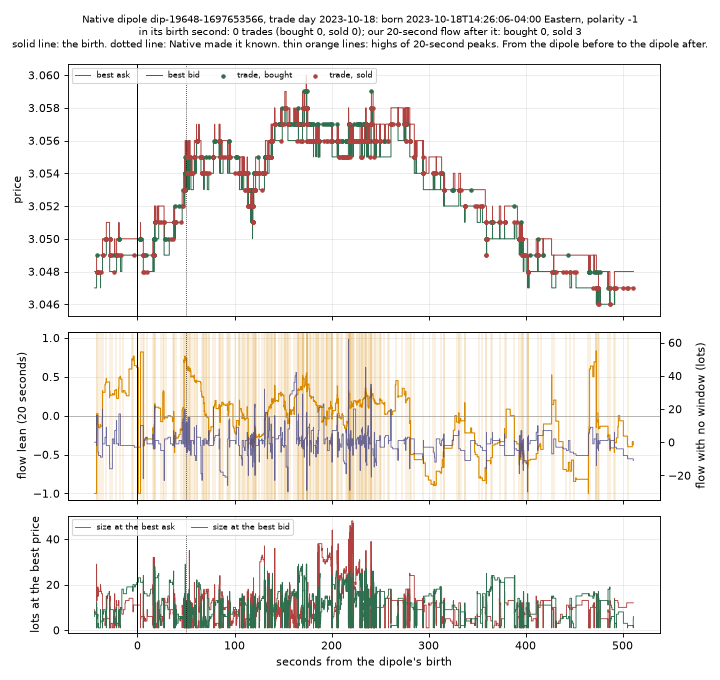 Native dipole dip-19648-1697653566, trade day 2023-10-18: born 2023-10-18T14:26:06-04:00 Eastern, polarity -1
in its birth second: 0 trades (bought 0, sold 0); our 20-second flow after it: bought 0, sold 3
solid line: the birth. dotted line: Native made it known. thin orange lines: highs of 20-second peaks. From the dipole before to the dipole after.
best ask best bid trade, bought trade, sold
3.060
3.058
3.056
3.054
3.052
3.050
3.048
3.046
price
1.0
0.5
0.0
−0.5
−1.0
flow lean (20 seconds)
60
40
20
0
−20
flow with no window (lots)
size at the best ask size at the best bid
40
20
0
lots at the best price
0 100 200 300 400 500
seconds from the dipole's birth